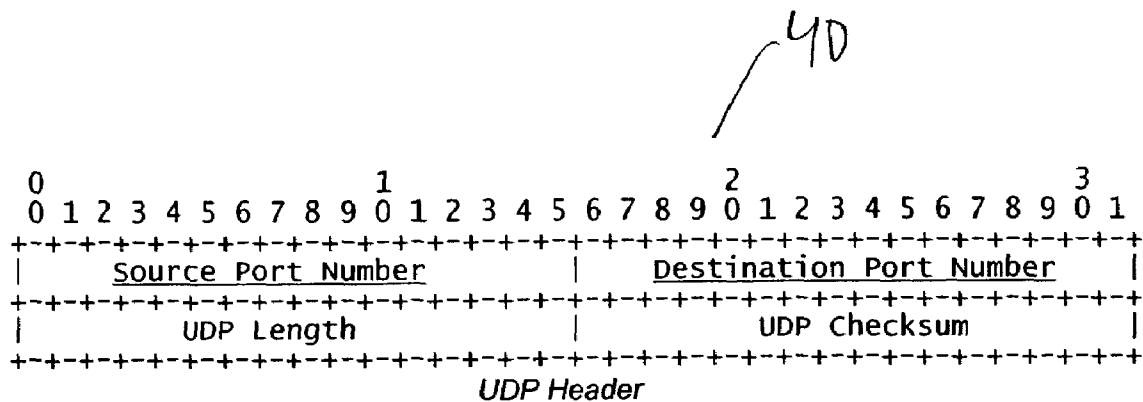 40
0 1 2 3
0 1 2 3 4 5 6 7 8 9 0 1 2 3 4 5 6 7 8 9 0 1 2 3 4 5 6 7 8 9 0 1
+-+-+-+-+-+-+-+-+-+-+-+-+-+-+-+-+-+-+-+-+-+-+-+-+-+-+-+-+-+-+-+-+
| Source Port Number | Destination Port Number |
+-+-+-+-+-+-+-+-+-+-+-+-+-+-+-+-+-+-+-+-+-+-+-+-+-+-+-+-+-+-+-+-+
| UDP Length | UDP Checksum |
+-+-+-+-+-+-+-+-+-+-+-+-+-+-+-+-+-+-+-+-+-+-+-+-+-+-+-+-+-+-+-+-+
UDP Header